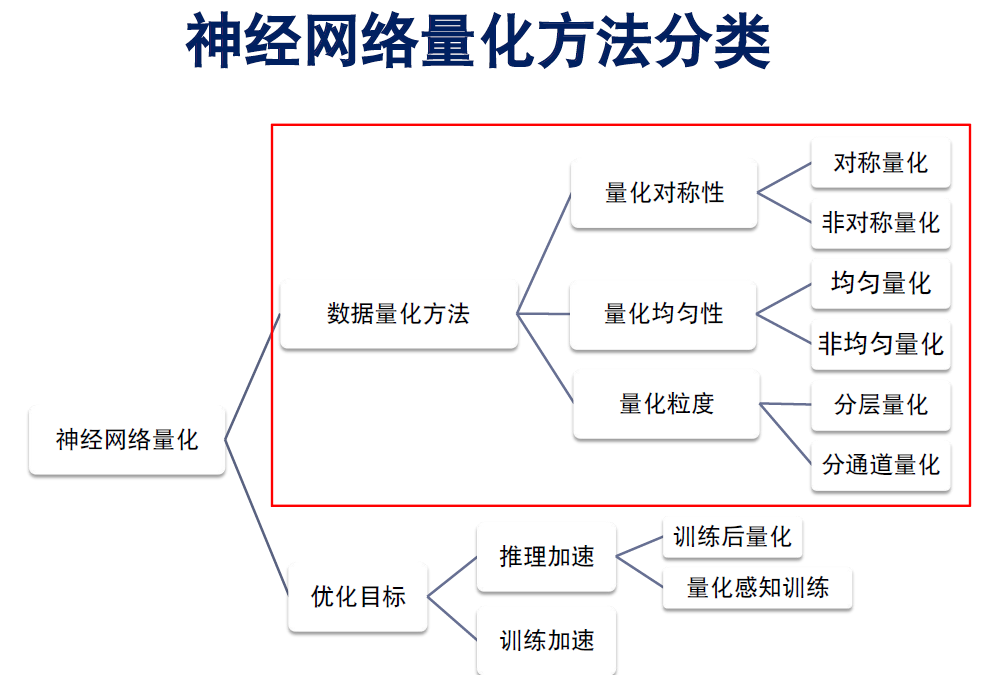 神经网络量化方法分类
神经网络量化
数据量化方法
量化对称性
对称量化
非对称量化
量化均匀性
均匀量化
非均匀量化
量化粒度
分层量化
分通道量化
优化目标
推理加速
训练后量化
量化感知训练
训练加速